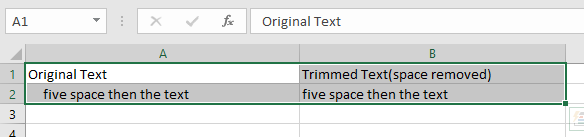 A1 fx Original Text
A B
1 Original Text Trimmed Text(space removed)
2 five space then the text five space then the text
3